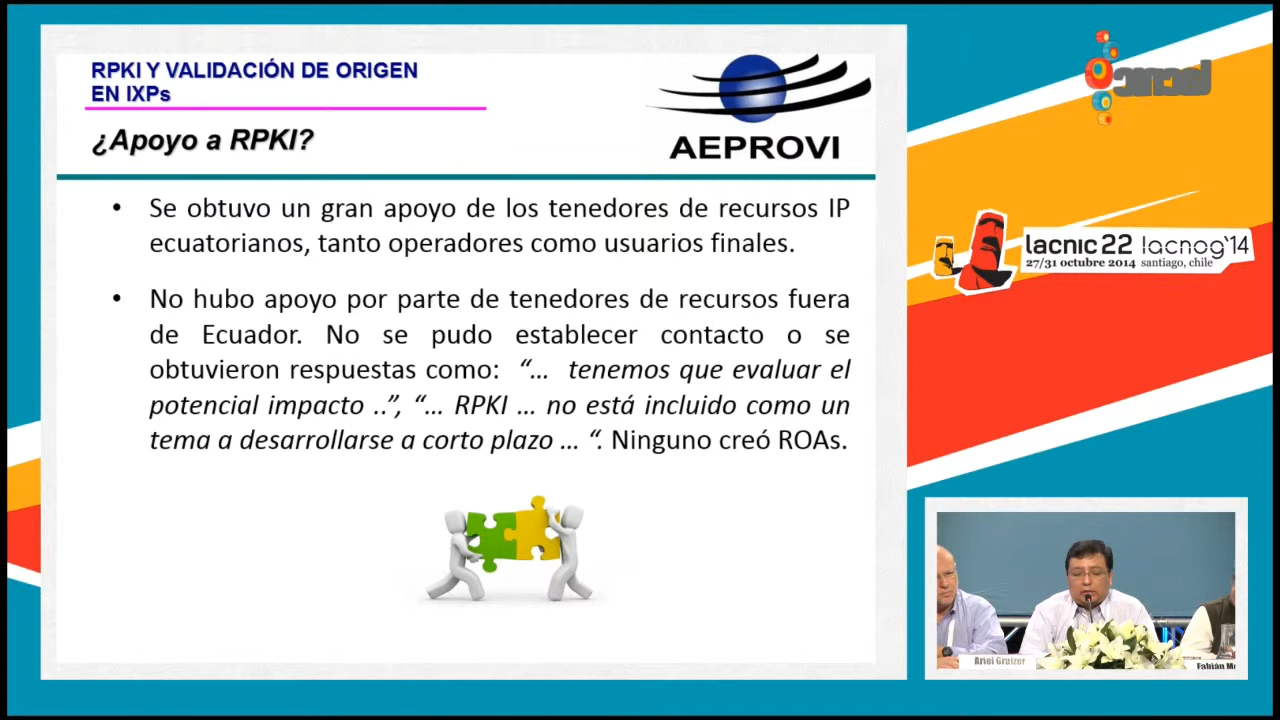 RPKI Y VALIDACIÓN DE ORIGEN
EN IXPs
¿Apoyo a RPKI?
AEPROVI
• Se obtuvo un gran apoyo de los tenedores de recursos IP
ecuatorianos, tanto operadores como usuarios finales.
• No hubo apoyo por parte de tenedores de recursos fuera
de Ecuador. No se pudo establecer contacto o se
obtuvieron respuestas como: “… tenemos que evaluar el
potencial impacto ..”, “… RPKI … no está incluido como un
tema a desarrollarse a corto plazo … “. Ninguno creó ROAs.
lacnic 22 lacnog'14
27/31 octubre 2014 santiago, chile
Ariel Graizer
Fabián